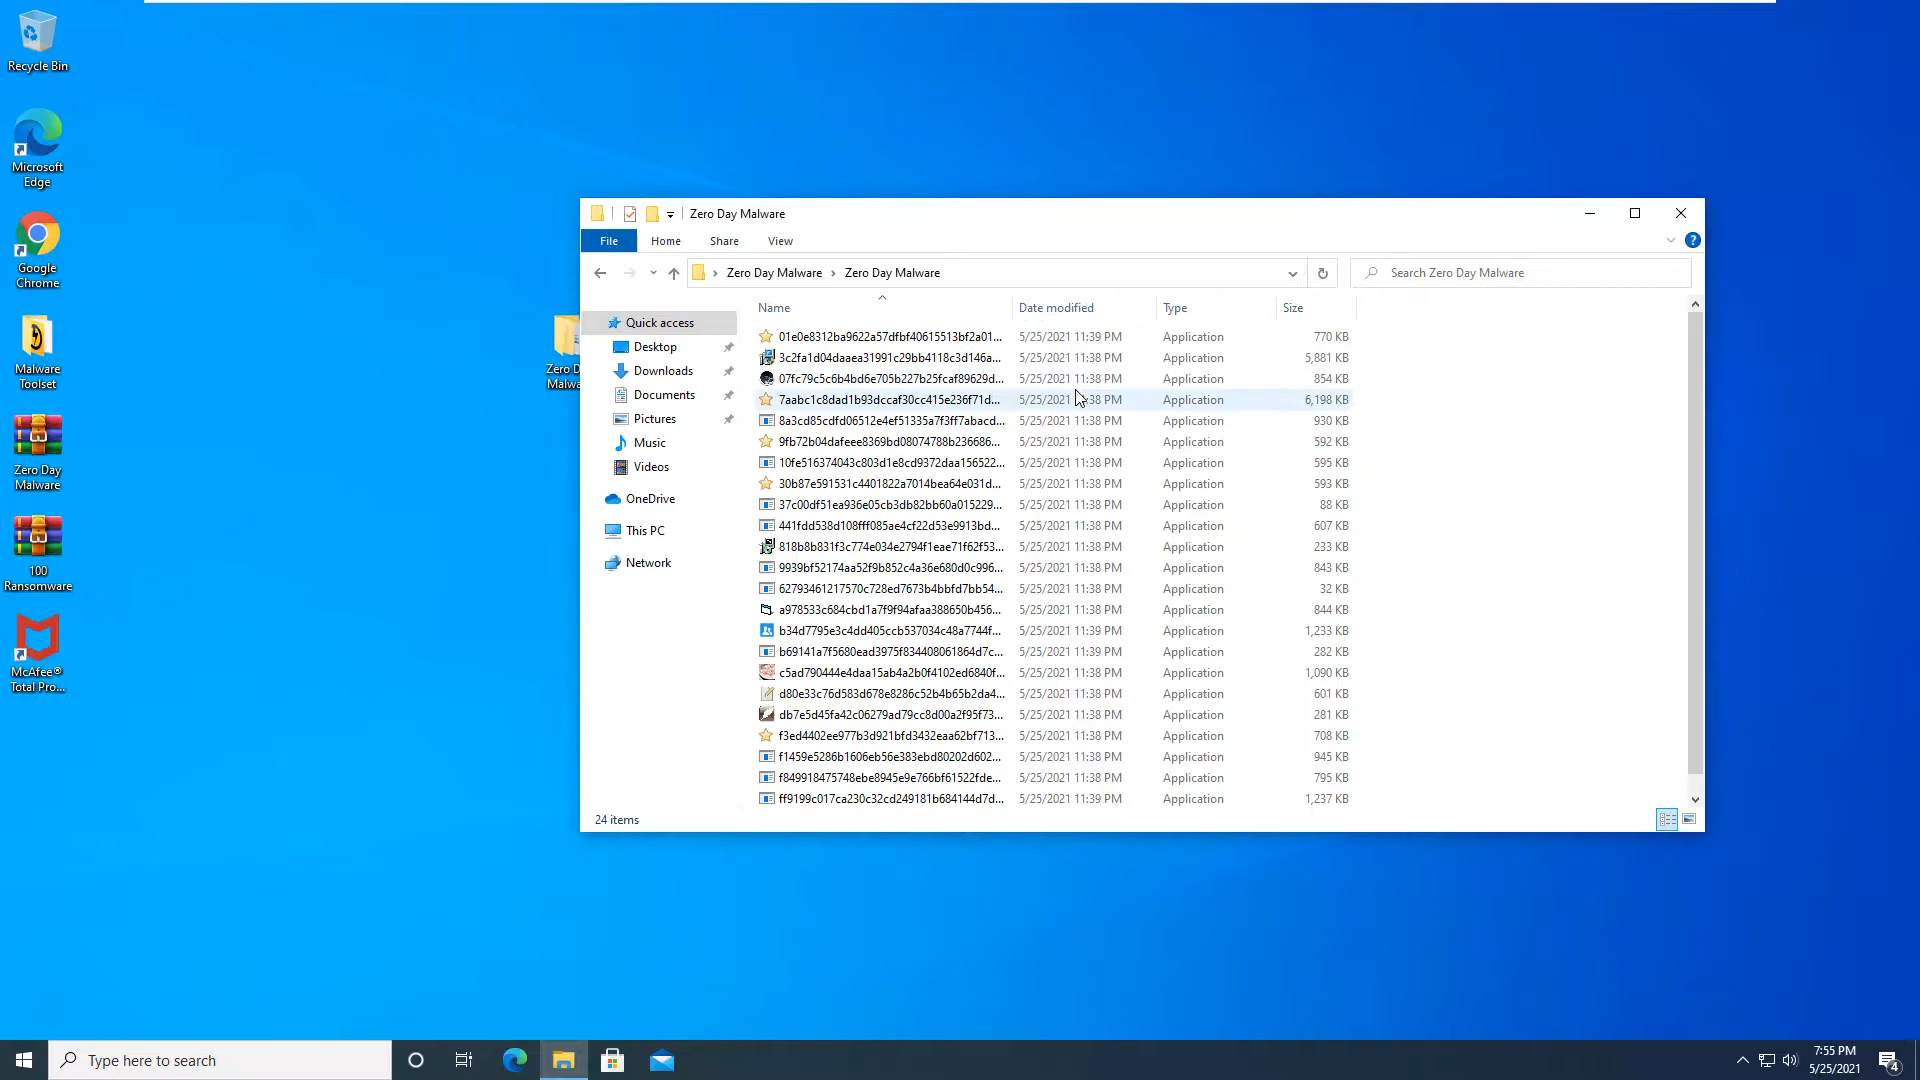 Recycle Bin
Microsoft
Edge
Google
Chrome
Malware
Toolset
Zero Day
Malware
100
Ransomware
McAfee®
Total Pro...
Zero Day Malware
File Home Share View
Zero Day Malware › Zero Day Malware
Search Zero Day Malware
Quick access
Desktop
Downloads
Documents
Pictures
Music
Videos
OneDrive
This PC
Network
Name Date modified Type Size
01e0e8312ba9622a57dfbf40615513bf2a01... 5/25/2021 11:39 PM Application 770 KB
3c2fa1d04daaea31991c29bb4118c3d146a... 5/25/2021 11:38 PM Application 5,881 KB
07fc79c5c6b4bd6e705b227b25fcaf89629d... 5/25/2021 11:38 PM Application 854 KB
7aabc1c8dad1b93dccaf30cc415e236f71d... 5/25/2021 :38 PM Application 6,198 KB
8a3cd85cdfd06512e4ef51335a7f3ff7abacd... 5/25/2021 11:38 PM Application 930 KB
9fb72b04dafeee8369bd08074788b236686... 5/25/2021 11:38 PM Application 592 KB
10fe516374043c803d1e8cd9372daa156522... 5/25/2021 11:38 PM Application 595 KB
30b87e591531c4401822a7014bea64e031d... 5/25/2021 11:38 PM Application 593 KB
37c00df51ea936e05cb3db82bb60a015229... 5/25/2021 11:38 PM Application 88 KB
441fdd538d108fff085ae4cf22d53e9913bd... 5/25/2021 11:38 PM Application 607 KB
818b8b831f3c774e034e2794f1eae71f62f53... 5/25/2021 11:38 PM Application 233 KB
9939bf52174aa52f9b852c4a36e680d0c996... 5/25/2021 11:38 PM Application 843 KB
62793461217570c728ed7673b4bbfd7bb54... 5/25/2021 11:38 PM Application 32 KB
a978533c684cbd1a7f9f94afaa388650b456... 5/25/2021 11:38 PM Application 844 KB
b34d7795e3c4dd405ccb537034c48a7744f... 5/25/2021 11:39 PM Application 1,233 KB
b69141a7f5680ead3975f834408061864d7c... 5/25/2021 11:39 PM Application 282 KB
c5ad790444e4daa15ab4a2b0f4102ed6840f... 5/25/2021 11:38 PM Application 1,090 KB
d80e33c76d583d678e8286c52b4b65b2da4... 5/25/2021 11:38 PM Application 601 KB
db7e5d45fa42c06279ad79cc8d00a2f95f73... 5/25/2021 11:38 PM Application 281 KB
f3ed4402ee977b3d921bfd3432eaa62bf713... 5/25/2021 11:38 PM Application 708 KB
f1459e5286b1606eb56e383ebd80202d602... 5/25/2021 11:38 PM Application 945 KB
f849918475748ebe8945e9e766bf61522fde... 5/25/2021 11:38 PM Application 795 KB
ff9199c017ca230c32cd249181b684144d7d... 5/25/2021 11:39 PM Application 1,237 KB
24 items
Zero D
Malwa
Type here to search
7:55 PM
5/25/2021
4